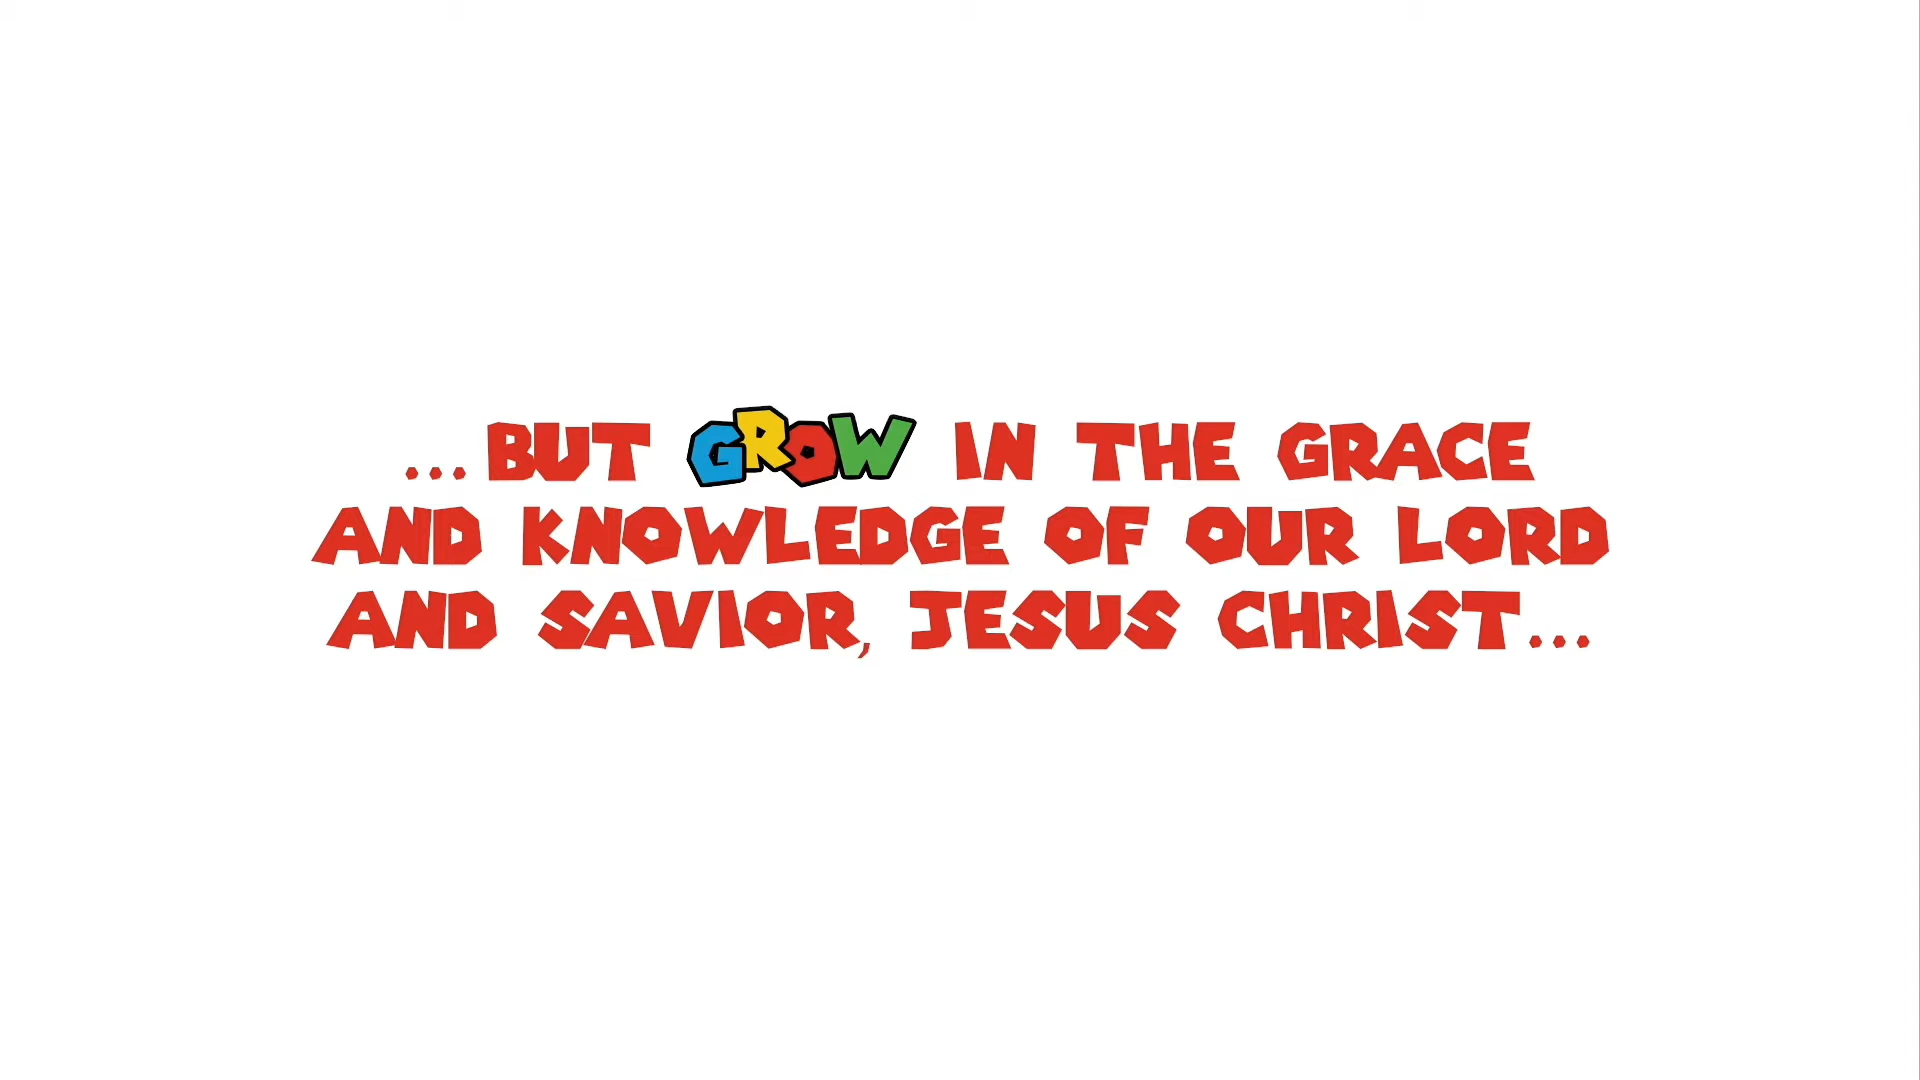 ...BUT GROW IN THE GRACE
AND KNOWLEDGE OF OUR LORD
AND SAVIOR, JESUS CHRIST...